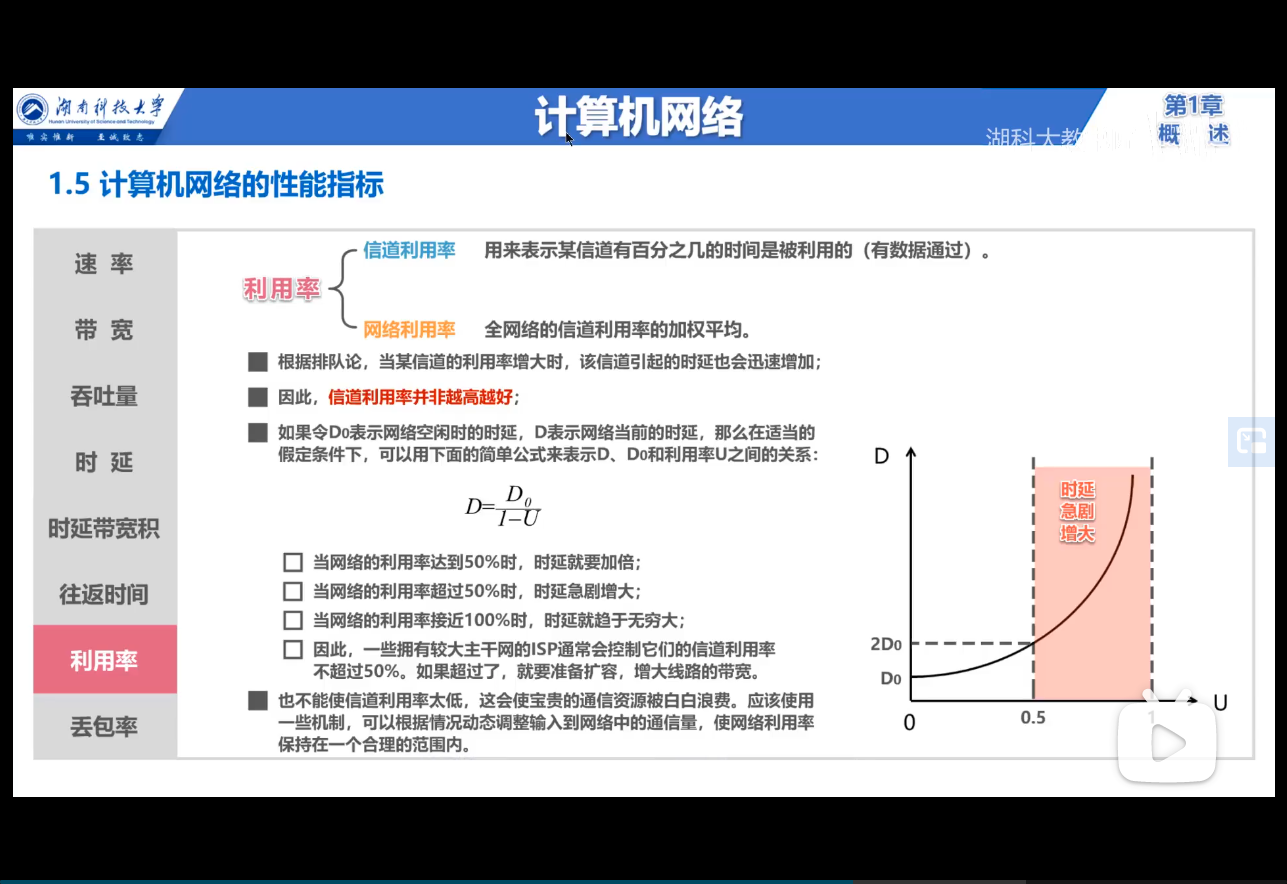 湖南科技大学
Hunan University of Science and Technology
唯实惟新 至诚致志
计算机网络
第1章
概 述
湖科大教
1.5 计算机网络的性能指标
速 率
带 宽
吞吐量
时 延
时延带宽积
往返时间
利用率
丢包率
利用率
信道利用率 用来表示某信道有百分之几的时间是被利用的（有数据通过）。
网络利用率 全网络的信道利用率的加权平均。
根据排队论，当某信道的利用率增大时，该信道引起的时延也会迅速增加；
因此，信道利用率并非越高越好；
如果令D0表示网络空闲时的时延，D表示网络当前的时延，那么在适当的
假定条件下，可以用下面的简单公式来表示D、D0和利用率U之间的关系：
D=D0/1-U
当网络的利用率达到50%时，时延就要加倍；
当网络的利用率超过50%时，时延急剧增大；
当网络的利用率接近100%时，时延就趋于无穷大；
因此，一些拥有较大主干网的ISP通常会控制它们的信道利用率
不超过50%。如果超过了，就要准备扩容，增大线路的带宽。
也不能使信道利用率太低，这会使宝贵的通信资源被白白浪费。应该使用
一些机制，可以根据情况动态调整输入到网络中的通信量，使网络利用率
保持在一个合理的范围内。
D
时延
急剧
增大
2D0
D0
0
0.5
1
U